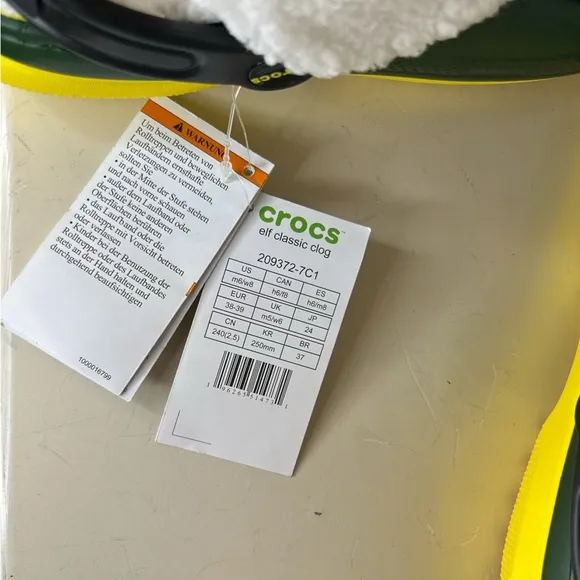 crocs
WARNUNG
Um beim Betreten von
Rolltreppen und beweglichen
Laufbändern ernsthafte
Verletzungen zu vermeiden,
sollten Sie
• in der Mitte der Stufe stehen
und nach vorne schauen
• außer dem Laufband oder
der Stufe keine anderen
Oberflächen berühren
• das Laufband oder die
Rolltreppe mit Vorsicht betreten
oder verlassen
• Kinder bei der Benutzung der
Rolltreppe oder des Laufbandes
stets an der Hand halten und
durchgehend beaufsichtigen
1000016799
crocs™
elf classic clog
209372-7C1
US CAN ES
m6/w8 h6/f8 h6/m8
EUR UK JP
38-39 m5/w6 24
CN KR BR
240(2.5) 250mm 37